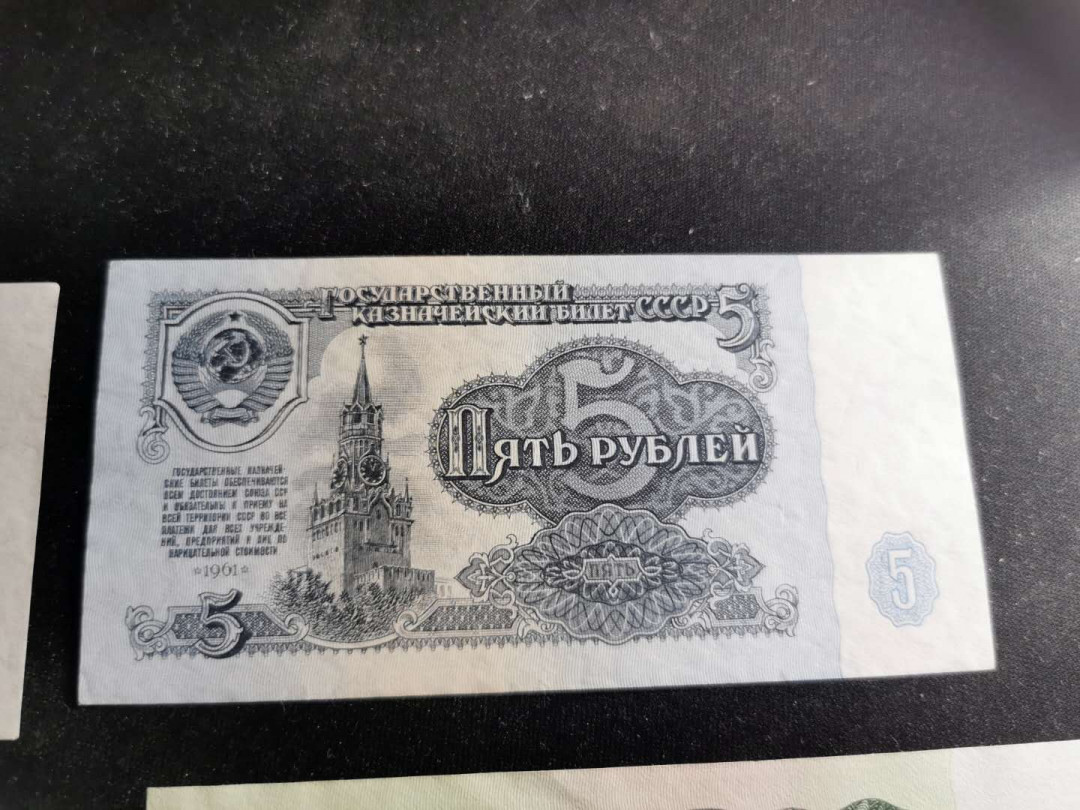 ГОСУДАРСТВЕННЫЙ
КАЗНАЧЕЙСКИЙ БИЛЕТ СССР 5
5
ПЯТЬ РУБЛЕЙ
ГОСУДАРСТВЕННЫЕ КАЗНАЧЕЙ-
СКИЕ БИЛЕТЫ ОБЕСПЕЧИВАЮТСЯ
ВСЕМ ДОСТОЯНИЕМ СОЮЗА ССР
И ОБЯЗАТЕЛЬНЫ К ПРИЕМУ НА
ВСЕЙ ТЕРРИТОРИИ СССР ВО ВСЕ
ПЛАТЕЖИ ДЛЯ ВСЕХ УЧРЕЖДЕ-
НИЙ, ПРЕДПРИЯТИЙ И ЛИЦ ПО
НАРИЦАТЕЛЬНОЙ СТОИМОСТИ
☆1961☆
ПЯТЬ
5
5